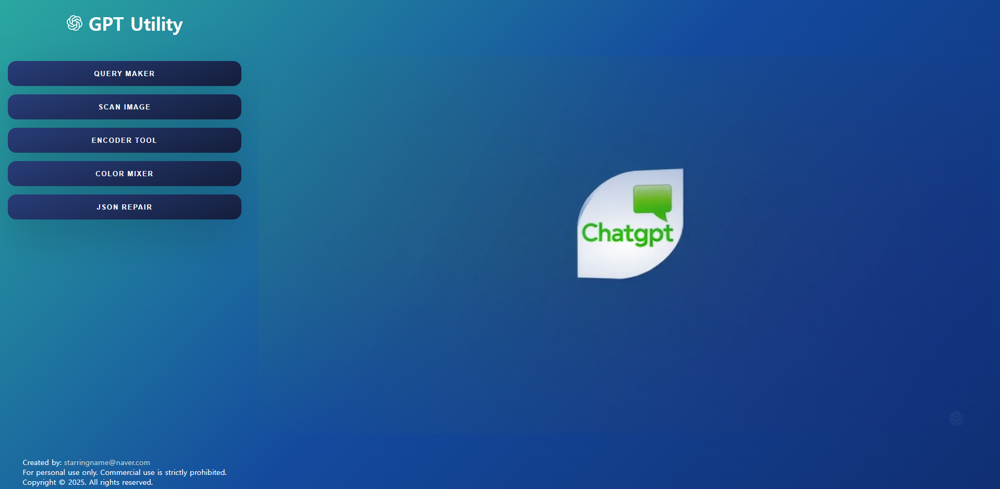 GPT Utility
QUERY MAKER
SCAN IMAGE
ENCODER TOOL
COLOR MIXER
JSON REPAIR
Chatgpt
Created by: starringname@naver.com
For personal use only. Commercial use is strictly prohibited.
Copyright © 2025. All rights reserved.